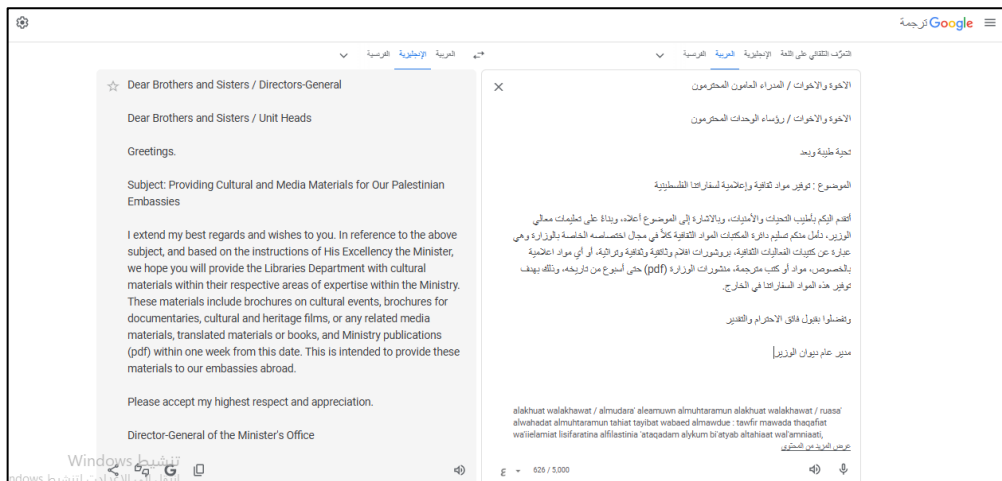 Google ترجمة
التعرّف التلقائي على اللغة الإنجليزية العربية الفرنسية
العربية الإنجليزية الفرنسية
الاخوة والاخوات / المدراء العامون المحترمون
الاخوة والاخوات / رؤساء الوحدات المحترمون
تحية طيبة وبعد
الموضوع : توفير مواد ثقافية وإعلامية لسفاراتنا الفلسطينية
أتقدم اليكم بأطيب التحيات والأمنيات، وبالاشارة إلى الموضوع أعلاه، وبناءً على تعليمات معالي
الوزير، نأمل منكم تسليم دائرة المكتبات المواد الثقافية كلاً في مجال اختصاصه الخاصة بالوزارة وهي
عبارة عن كتيبات الفعاليات الثقافية، بروشورات افلام وثائقية وثقافية وتراثية، أو أي مواد اعلامية
بالخصوص، مواد أو كتب مترجمة، منشورات الوزارة (pdf) حتى أسبوع من تاريخه، وذلك بهدف
توفير هذه المواد السفاراتنا في الخارج.
وتفضلوا بقبول فائق الاحترام والتقدير
مدير عام ديوان الوزير
alakhuat walakhawat / almudara' aleamuwn almuhtaramun alakhuat walakhawat / ruasa'
alwahadat almuhtaramun tahiat tayibat wabaed almawdue : tawfir mawada thaqafiat
wa'iielamiat lisifaratina alfilastinia 'ataqadam alykum bi'atyab altahiaat wal'amniaati,
عرض المزيد من المحتوى
626 / 5,000
ع
Dear Brothers and Sisters / Directors-General
Dear Brothers and Sisters / Unit Heads
Greetings.
Subject: Providing Cultural and Media Materials for Our Palestinian
Embassies
I extend my best regards and wishes to you. In reference to the above
subject, and based on the instructions of His Excellency the Minister,
we hope you will provide the Libraries Department with cultural
materials within their respective areas of expertise within the Ministry.
These materials include brochures on cultural events, brochures for
documentaries, cultural and heritage films, or any related media
materials, translated materials or books, and Ministry publications
(pdf) within one week from this date. This is intended to provide these
materials to our embassies abroad.
Please accept my highest respect and appreciation.
Director-General of the Minister's Office
تنشيط Windows